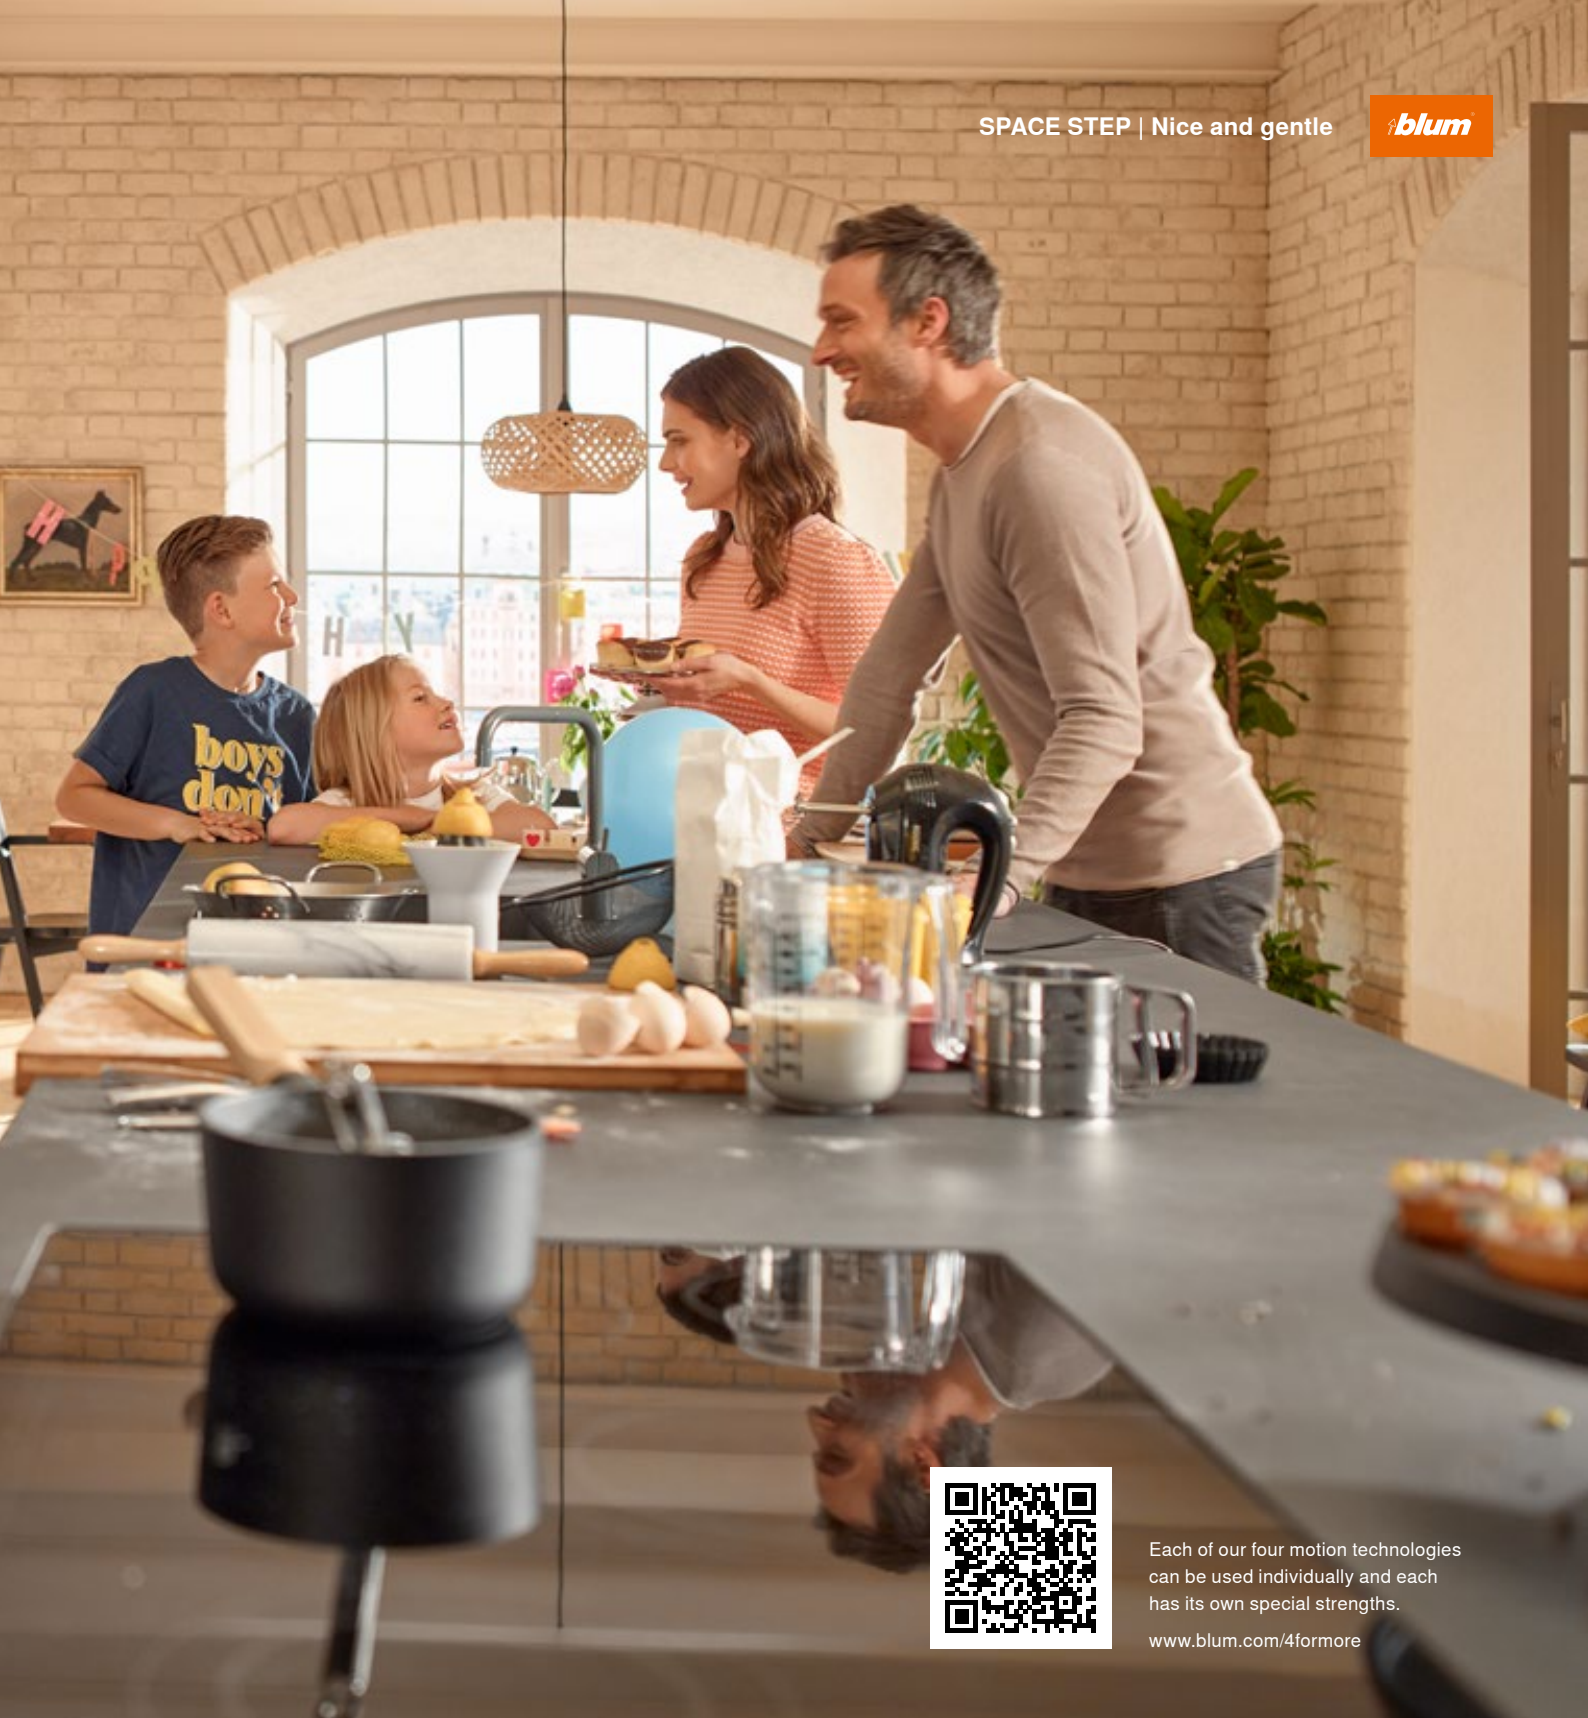 SPACE STEP | Nice and gentle
blum
H
P
A
H Y
boys
don't
Each of our four motion technologies
can be used individually and each
has its own special strengths.
www.blum.com/4formore